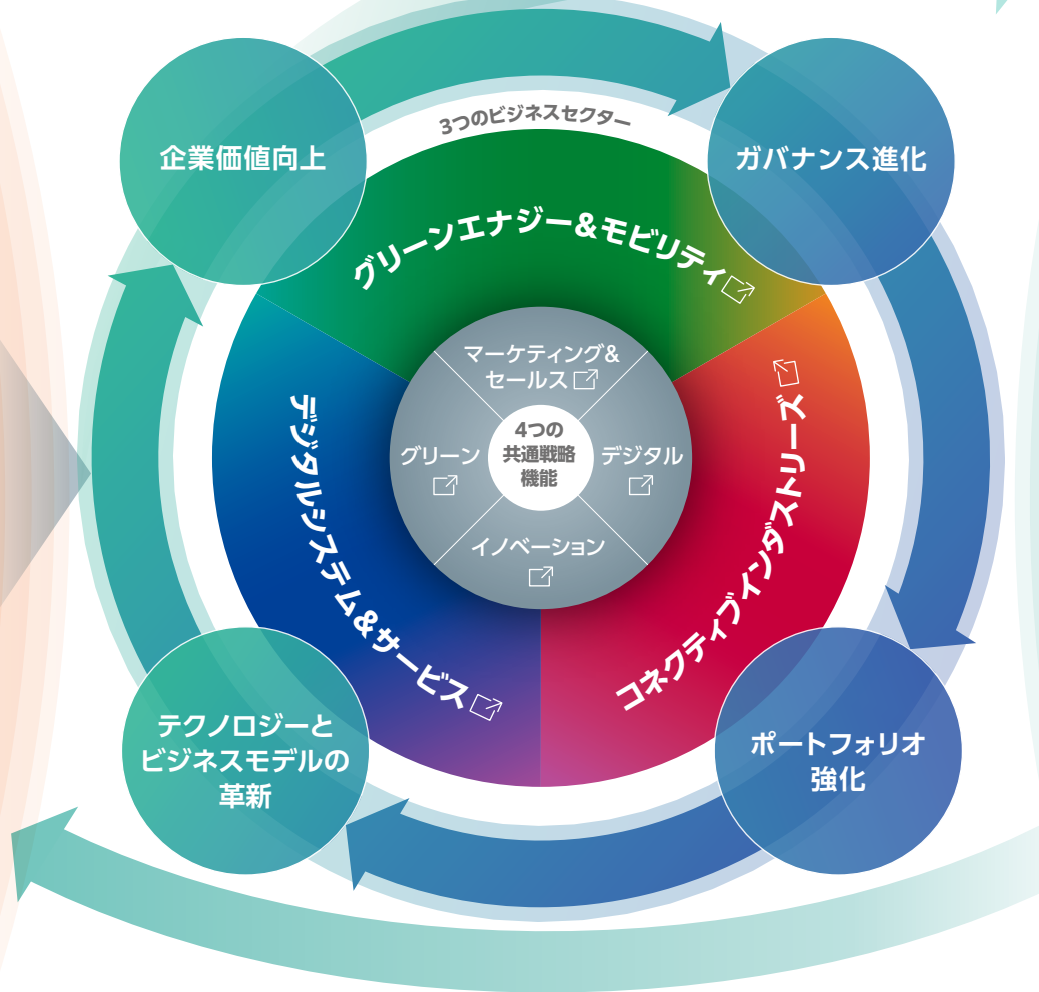 企業価値向上
ガバナンス進化
3つのビジネスセクター
グリーンエナジー&モビリティ
マーケティング&
セールス
4つの
共通戦略
機能
グリーン
デジタル
イノベーション
デジタルシステム&サービス
コネクティブインダストリーズ
テクノロジーと
ビジネスモデルの
革新
ポートフォリオ
強化